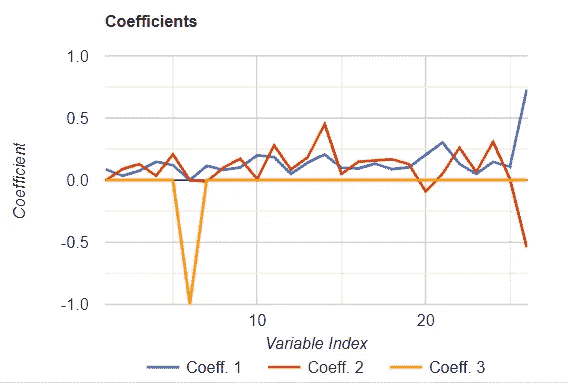 Coefficients
1.0
0.5
0.0
-0.5
-1.0
Coefficient
10
20
Variable Index
Coeff. 1
Coeff. 2
Coeff. 3